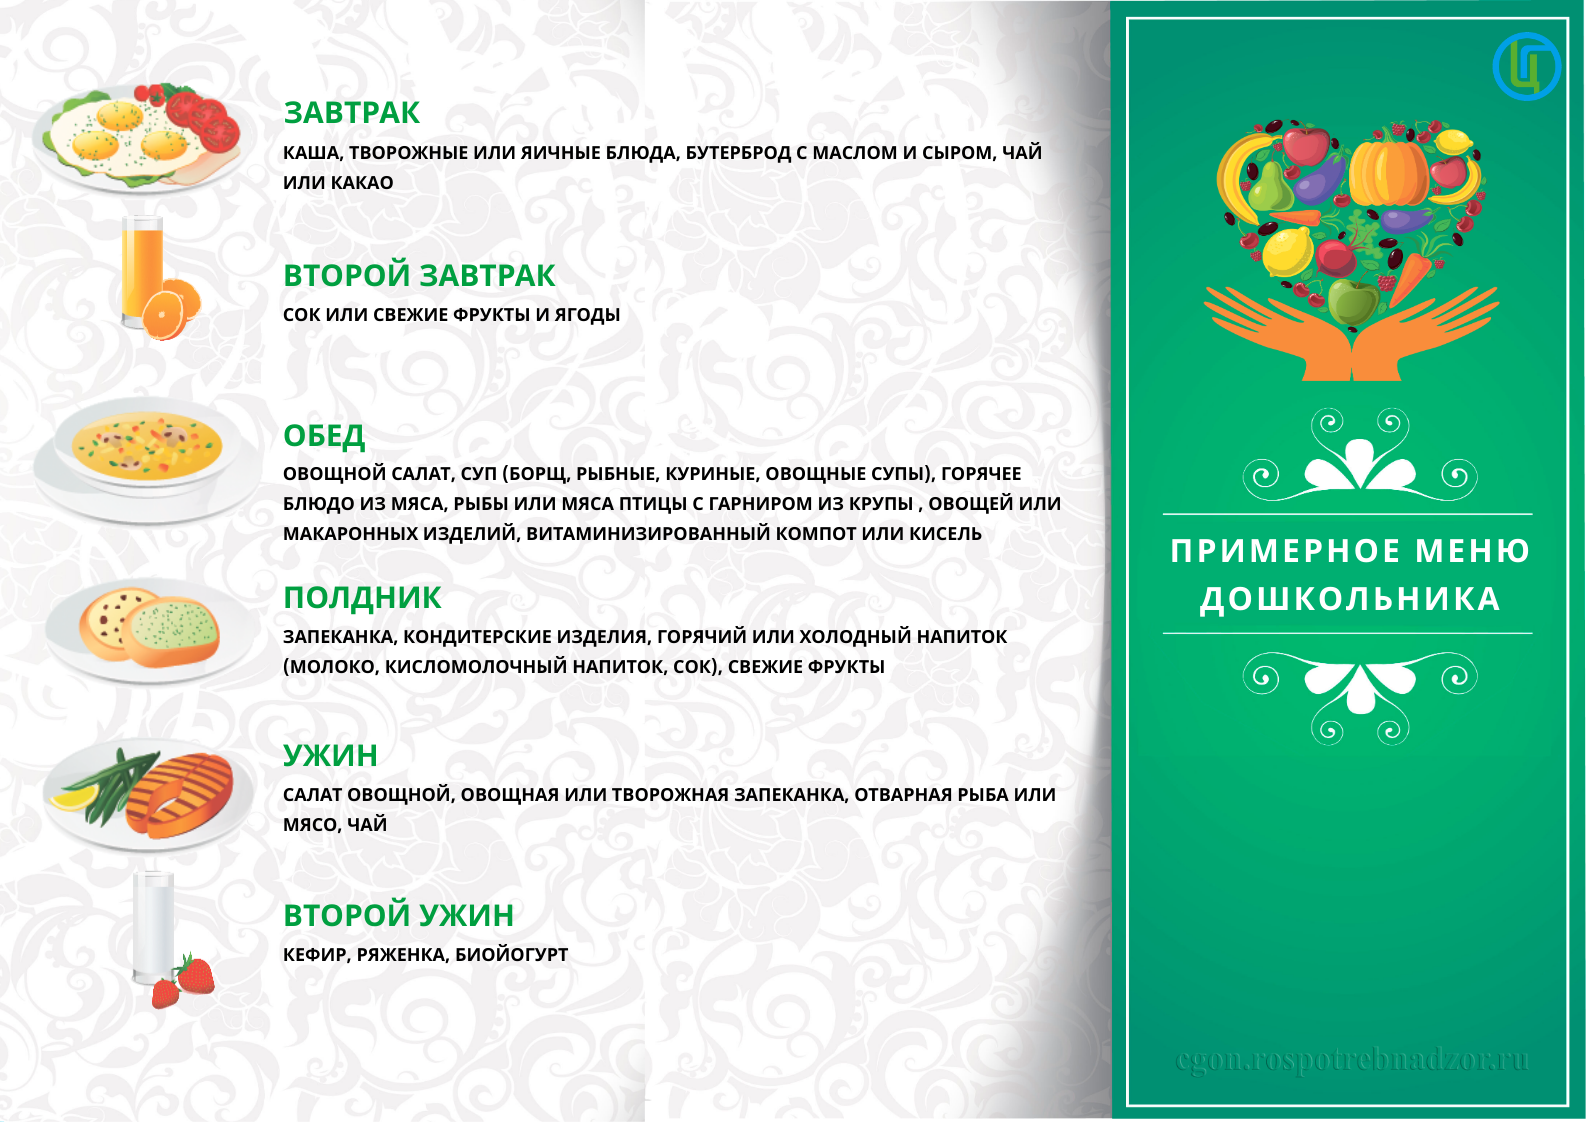 ЗАВТРАК
КАША, ТВОРОЖНЫЕ ИЛИ ЯИЧНЫЕ БЛЮДА, БУТЕРБРОД С МАСЛОМ И СЫРОМ, ЧАЙ
ИЛИ КАКАО
ВТОРОЙ ЗАВТРАК
СОК ИЛИ СВЕЖИЕ ФРУКТЫ И ЯГОДЫ
ОБЕД
ОВОЩНОЙ САЛАТ, СУП (БОРЩ, РЫБНЫЕ, КУРИНЫЕ, ОВОЩНЫЕ СУПЫ), ГОРЯЧЕЕ
БЛЮДО ИЗ МЯСА, РЫБЫ ИЛИ МЯСА ПТИЦЫ С ГАРНИРОМ ИЗ КРУПЫ , ОВОЩЕЙ ИЛИ
МАКАРОННЫХ ИЗДЕЛИЙ, ВИТАМИНИЗИРОВАННЫЙ КОМПОТ ИЛИ КИСЕЛЬ
ПОЛДНИК
ЗАПЕКАНКА, КОНДИТЕРСКИЕ ИЗДЕЛИЯ, ГОРЯЧИЙ ИЛИ ХОЛОДНЫЙ НАПИТОК
(МОЛОКО, КИСЛОМОЛОЧНЫЙ НАПИТОК, СОК), СВЕЖИЕ ФРУКТЫ
УЖИН
САЛАТ ОВОЩНОЙ, ОВОЩНАЯ ИЛИ ТВОРОЖНАЯ ЗАПЕКАНКА, ОТВАРНАЯ РЫБА ИЛИ
МЯСО, ЧАЙ
ВТОРОЙ УЖИН
КЕФИР, РЯЖЕНКА, БИОЙОГУРТ
ПРИМЕРНОЕ МЕНЮ
ДОШКОЛЬНИКА
cgon.rospotrebnadzor.ru